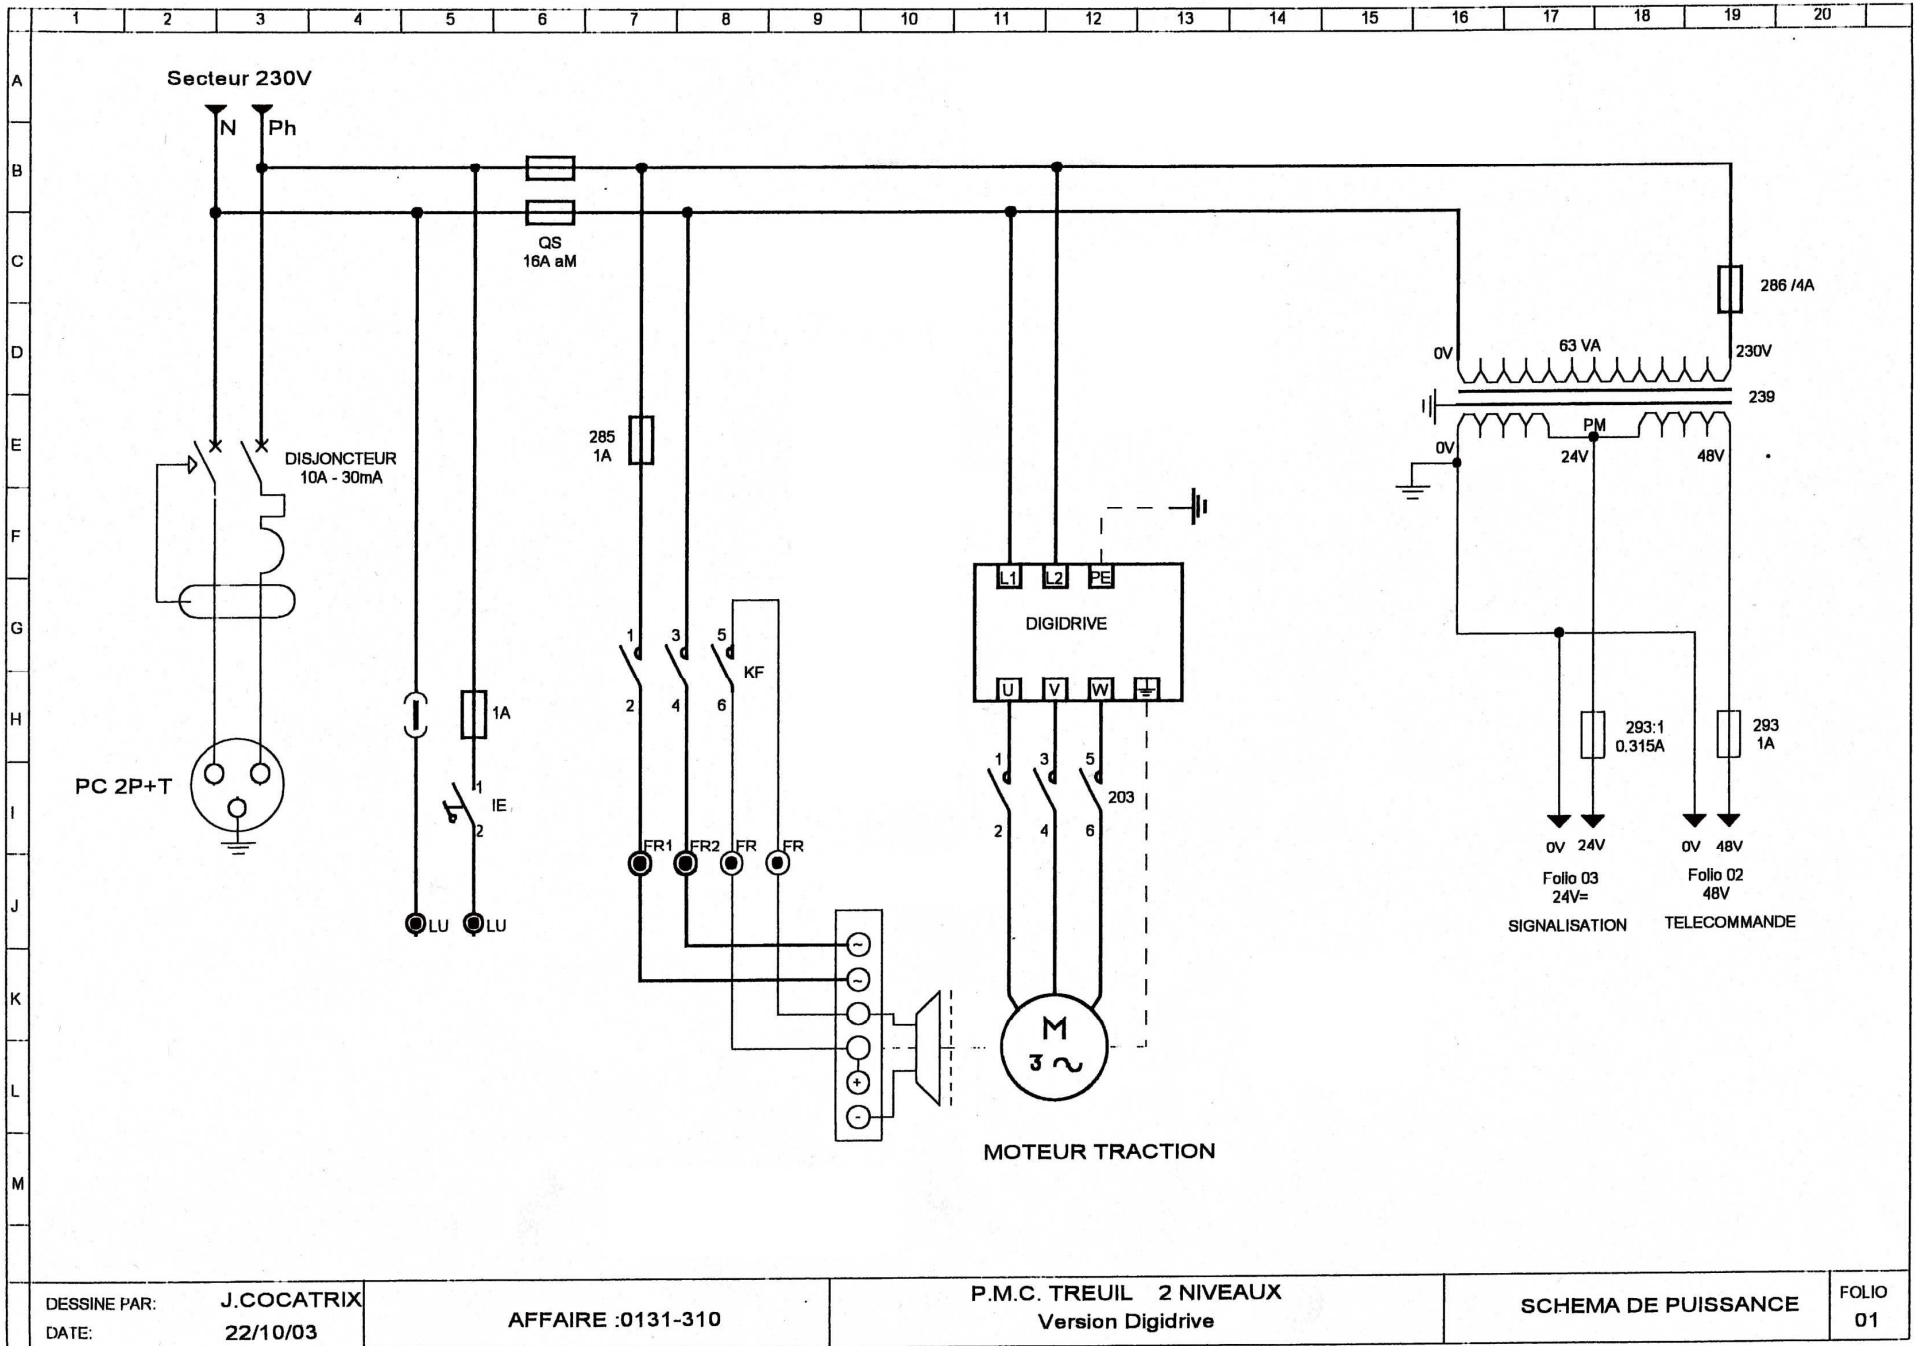 1 2 3 4 5 6 7 8 9 10 11 12 13 14 15 16 17 18 19 20
A
Secteur 230V
N Ph
B
C
QS
16A aM
286 /4A
D
0V 63 VA 230V
239
E
285
1A
DISJONCTEUR
10A - 30mA
0V PM
24V 48V
F
L1 L2 PE
G
DIGIDRIVE
1 3 5
KF
U V W
H
2 4 6
1A
293:1
0.315A
293
1A
1 3 5
PC 2P+T
1
IE
2
203
I
2 4 6
FR1 FR2 FR FR
0V 24V 0V 48V
Folio 03
24V=
Folio 02
48V
J
LU LU
SIGNALISATION TELECOMMANDE
~
~
K
M
3 ~
L
+
-
MOTEUR TRACTION
M
DESSINE PAR: J.COCATRIX
DATE: 22/10/03
AFFAIRE :0131-310
P.M.C. TREUIL 2 NIVEAUX
Version Digidrive
SCHEMA DE PUISSANCE
FOLIO
01